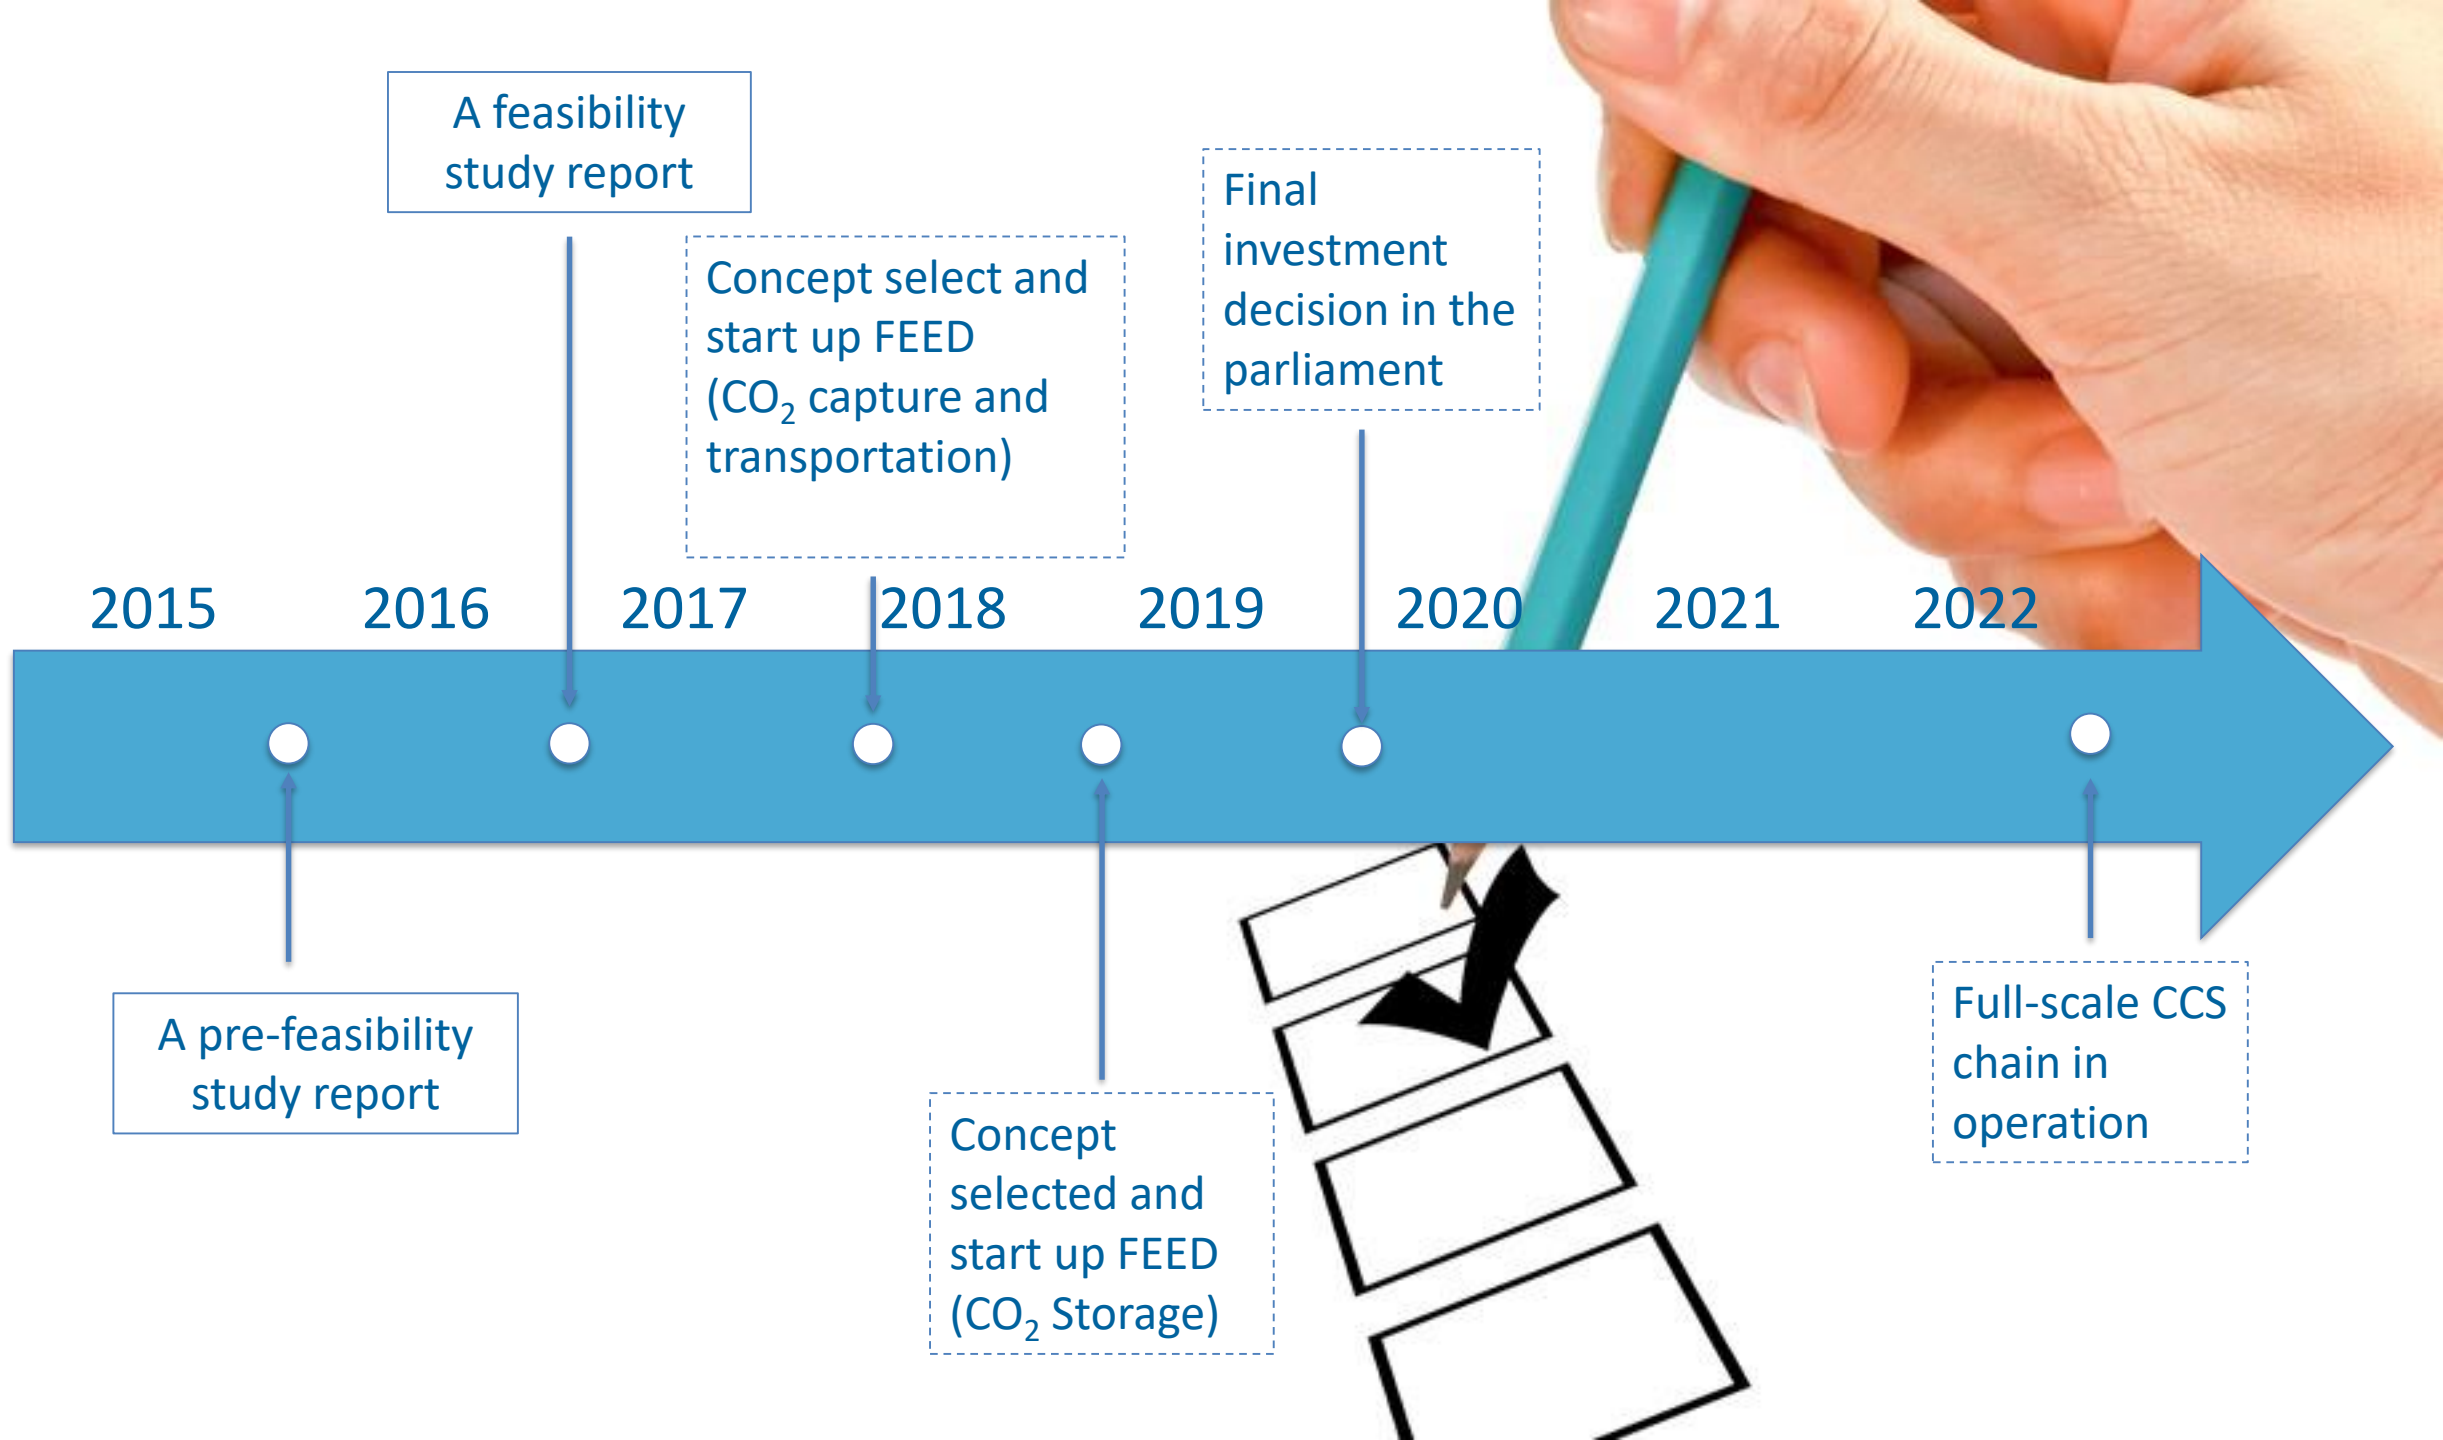 A feasibility
study report
Concept select and
start up FEED
(CO₂ capture and
transportation)
Final
investment
decision in the
parliament
2015
2016
2017
2018
2019
2020
2021
2022
A pre-feasibility
study report
Concept
selected and
start up FEED
(CO₂ Storage)
Full-scale CCS
chain in
operation